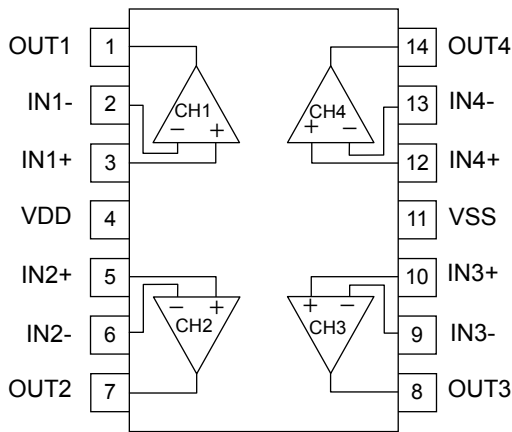 OUT1 1 14 OUT4
IN1- 2 CH1 CH4 13 IN4-
− + + −
IN1+ 3 12 IN4+
VDD 4 11 VSS
IN2+ 5 10 IN3+
− + + −
IN2- 6 CH2 CH3 9 IN3-
OUT2 7 8 OUT3